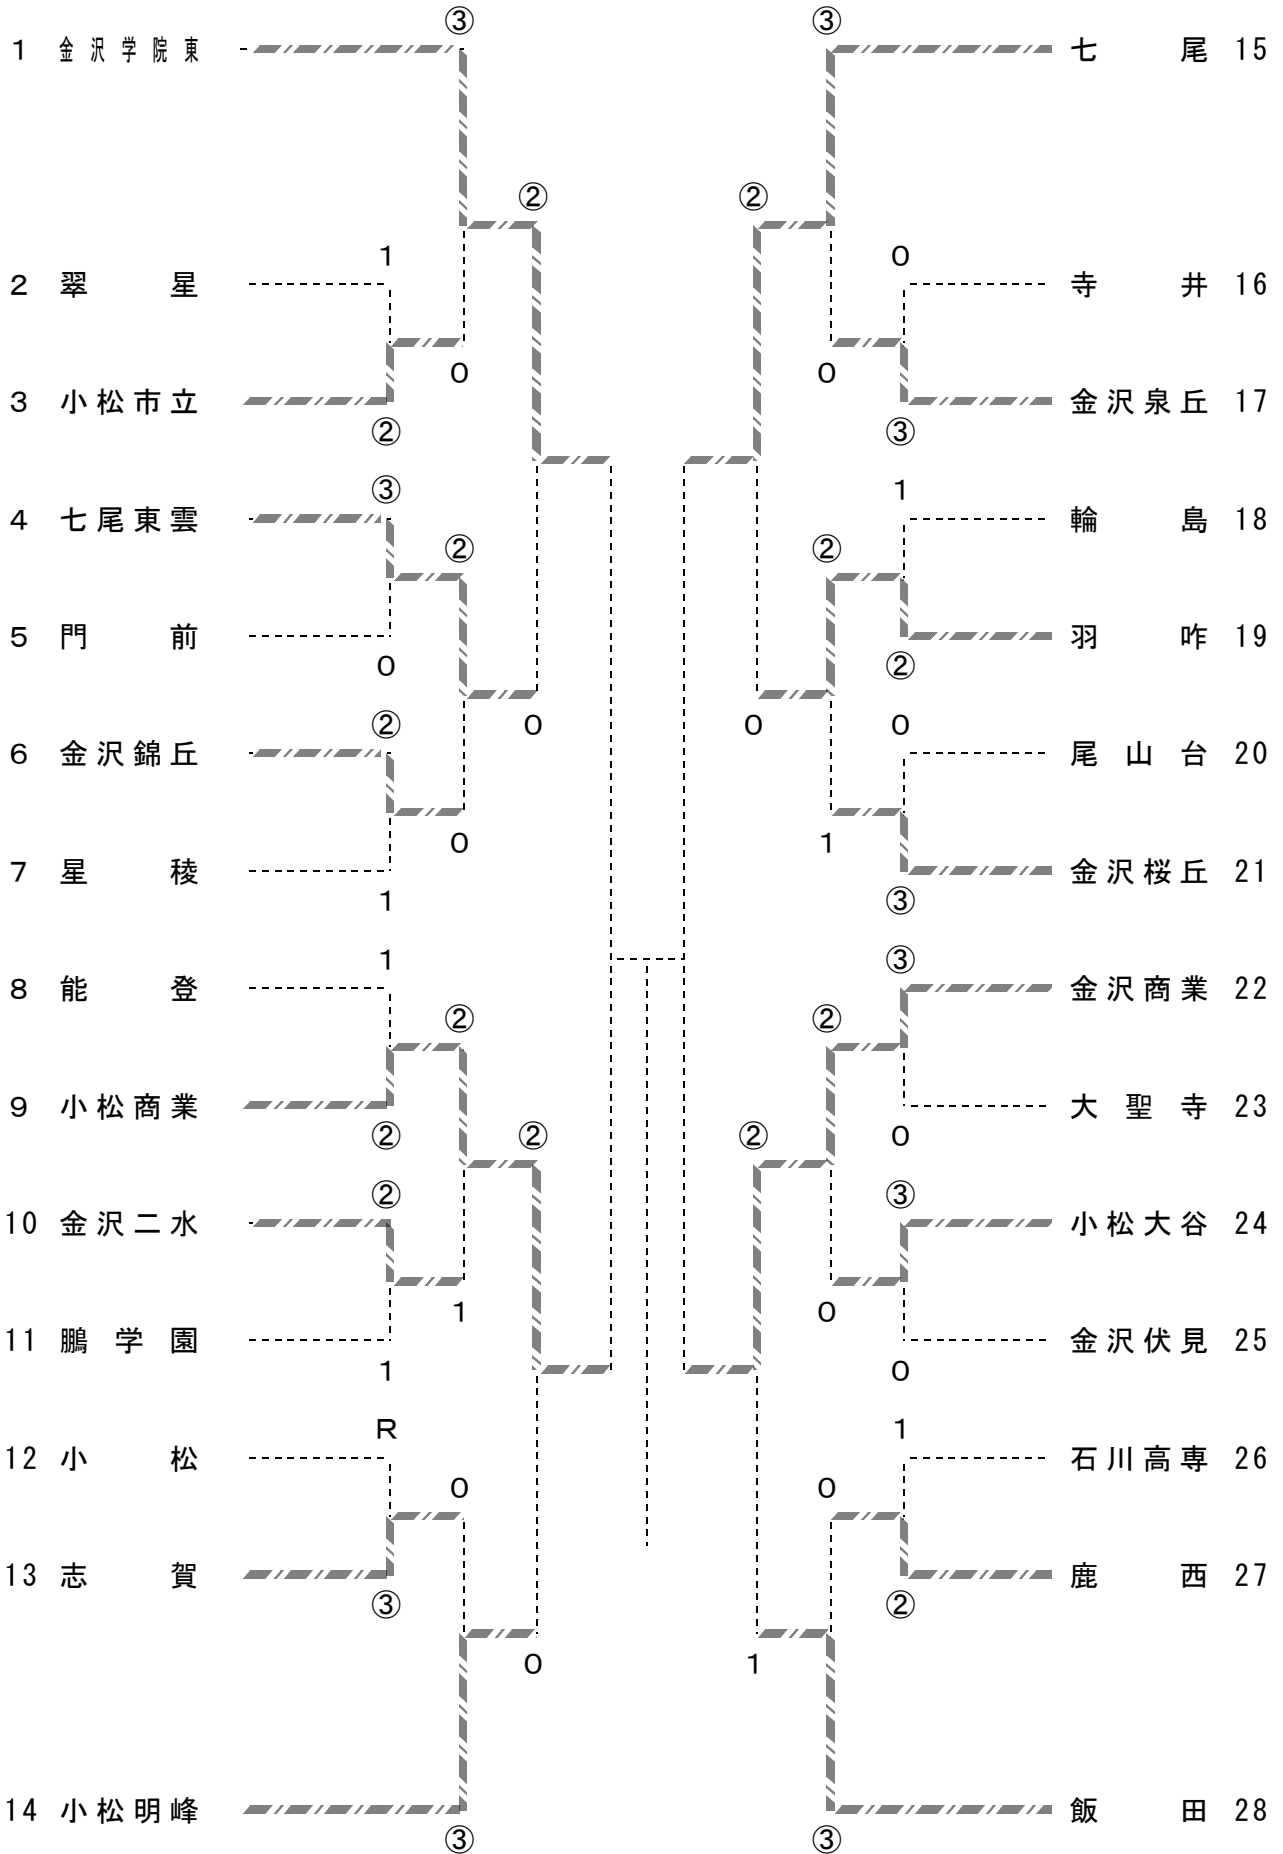 ③ ③
1 金沢学院東 七尾 15
② ②
1 0
2 翠星 寺井 16
0 0
3 小松市立 金沢泉丘 17
② ③
③ 1
4 七尾東雲 輪島 18
② ②
5 門前 羽咋 19
0 ②
② 0 0 0
6 金沢錦丘 尾山台 20
0 1
7 星稜 金沢桜丘 21
1 ③
1 ③
8 能登 金沢商業 22
② ②
9 小松商業 大聖寺 23
② ② ② 0
② ③
10 金沢二水 小松大谷 24
1 0
11 鵬学園 金沢伏見 25
1 0
R 1
12 小松 石川高専 26
0 0
13 志賀 鹿西 27
③ ②
0 1
14 小松明峰 飯田 28
③ ③